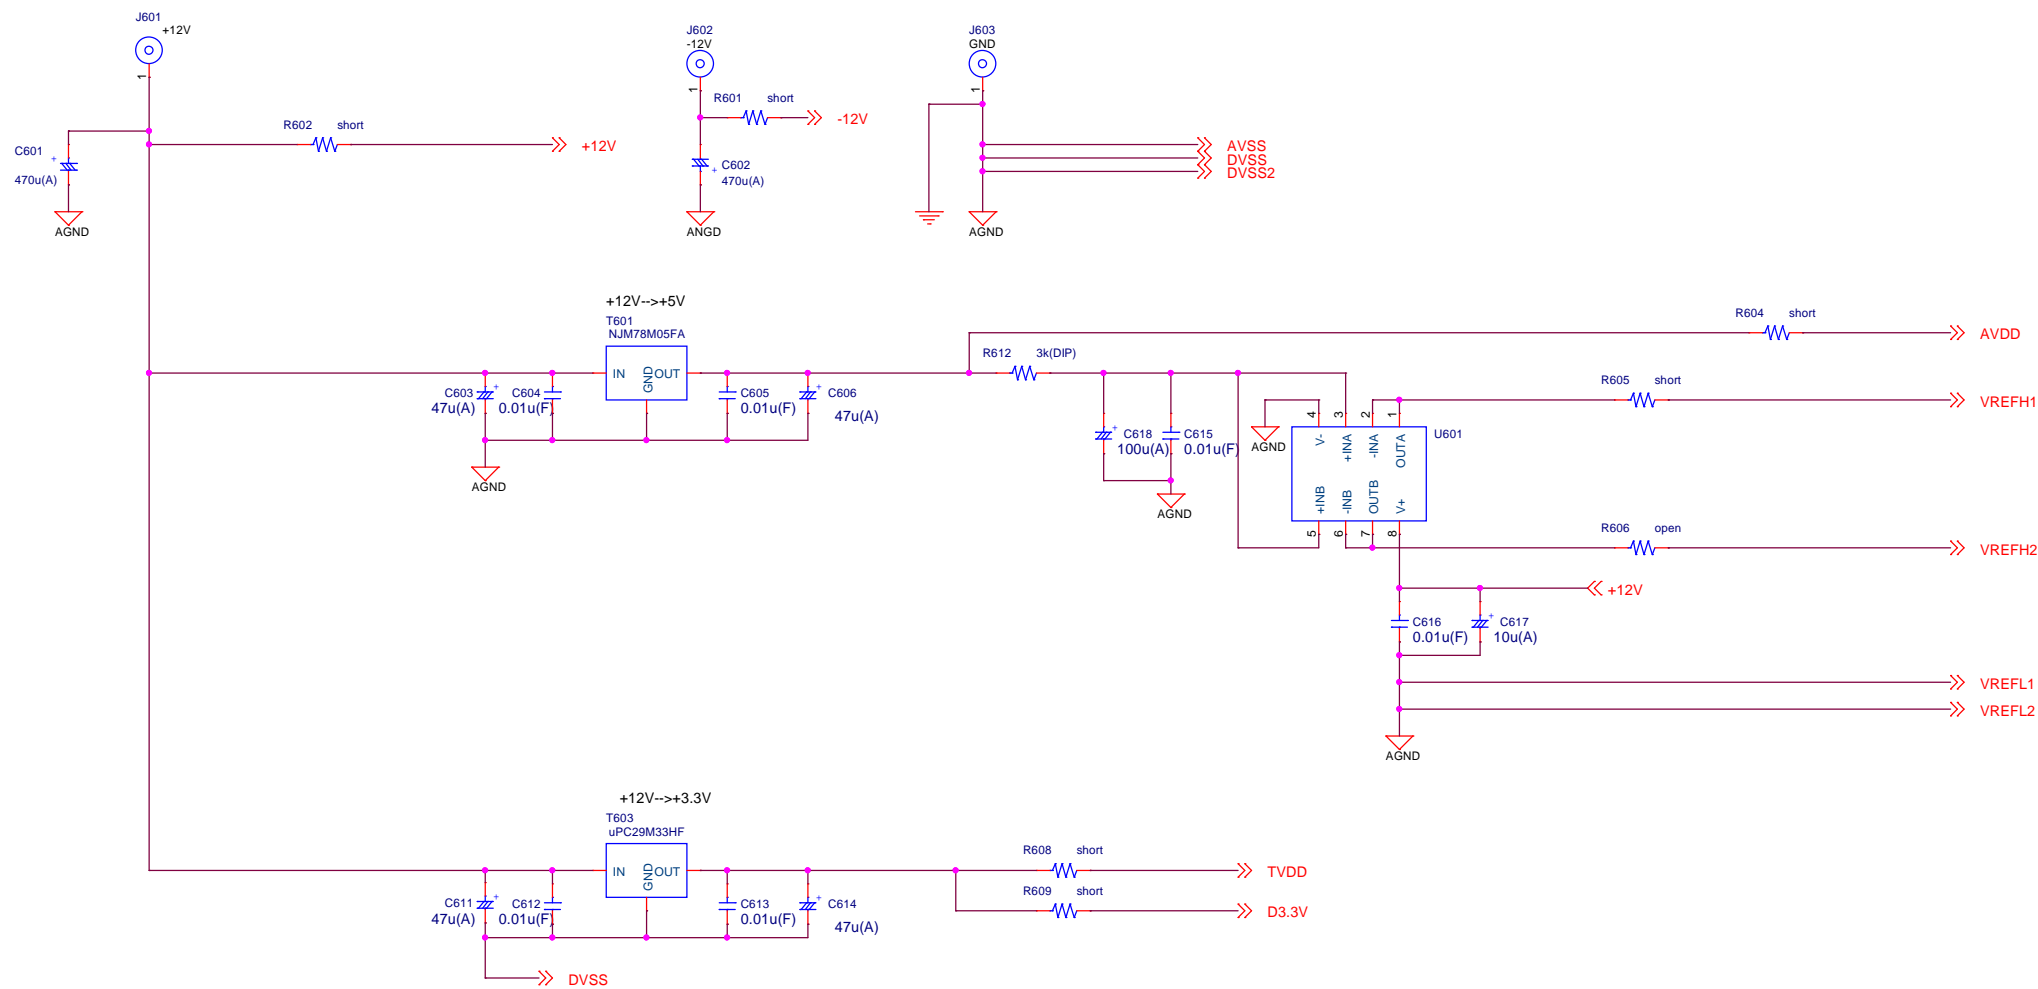 J601
+12V
1
J602
-12V
1
J603
GND
1
R601 short
-12V
R602 short
+12V
C601
+
470u(A)
AGND
C602
+
470u(A)
ANGD
AVSS
DVSS
DVSS2
AGND
+12V-->+5V
T601
NJM78M05FA
IN
GND
OUT
C603
+
47u(A)
C604
0.01u(F)
C605
0.01u(F)
+
C606
47u(A)
AGND
R604 short
AVDD
R612 3k(DIP)
R605 short
VREFH1
+
C618
100u(A)
C615
0.01u(F)
AGND
AGND
4
3
2
1
U601
V-
+INA
-INA
OUTA
+INB
-INB
OUTB
V+
5
6
7
8
R606 open
VREFH2
+12V
C616
0.01u(F)
+
C617
10u(A)
VREFL1
VREFL2
AGND
+12V-->+3.3V
T603
uPC29M33HF
IN
GND
OUT
R608 short
TVDD
R609 short
D3.3V
C611
+
47u(A)
C612
0.01u(F)
C613
0.01u(F)
+
C614
47u(A)
DVSS